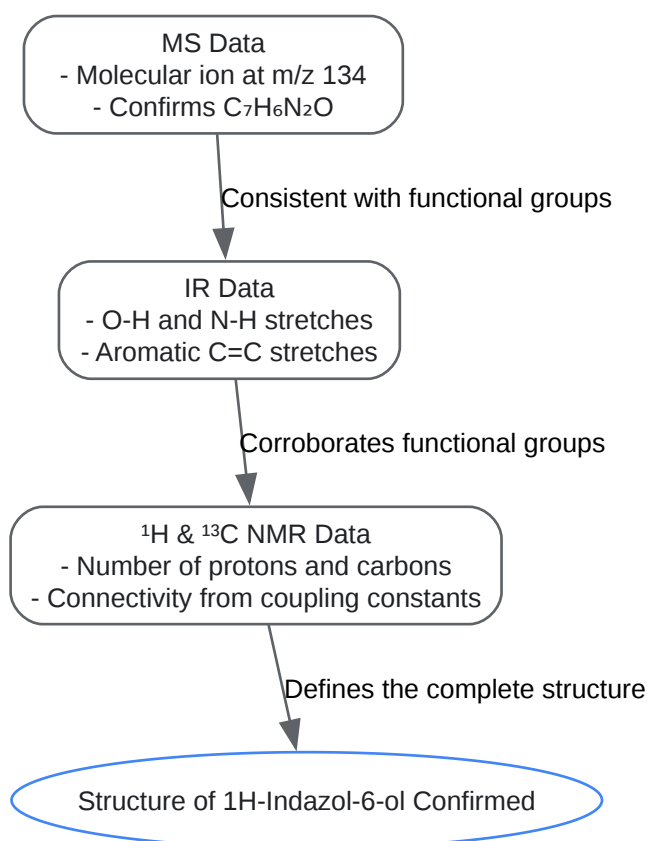 MS Data
- Molecular ion at m/z 134
- Confirms C₇H₆N₂O
Consistent with functional groups
IR Data
- O-H and N-H stretches
- Aromatic C=C stretches
Corroborates functional groups
¹H & ¹³C NMR Data
- Number of protons and carbons
- Connectivity from coupling constants
Defines the complete structure
Structure of 1H-Indazol-6-ol Confirmed